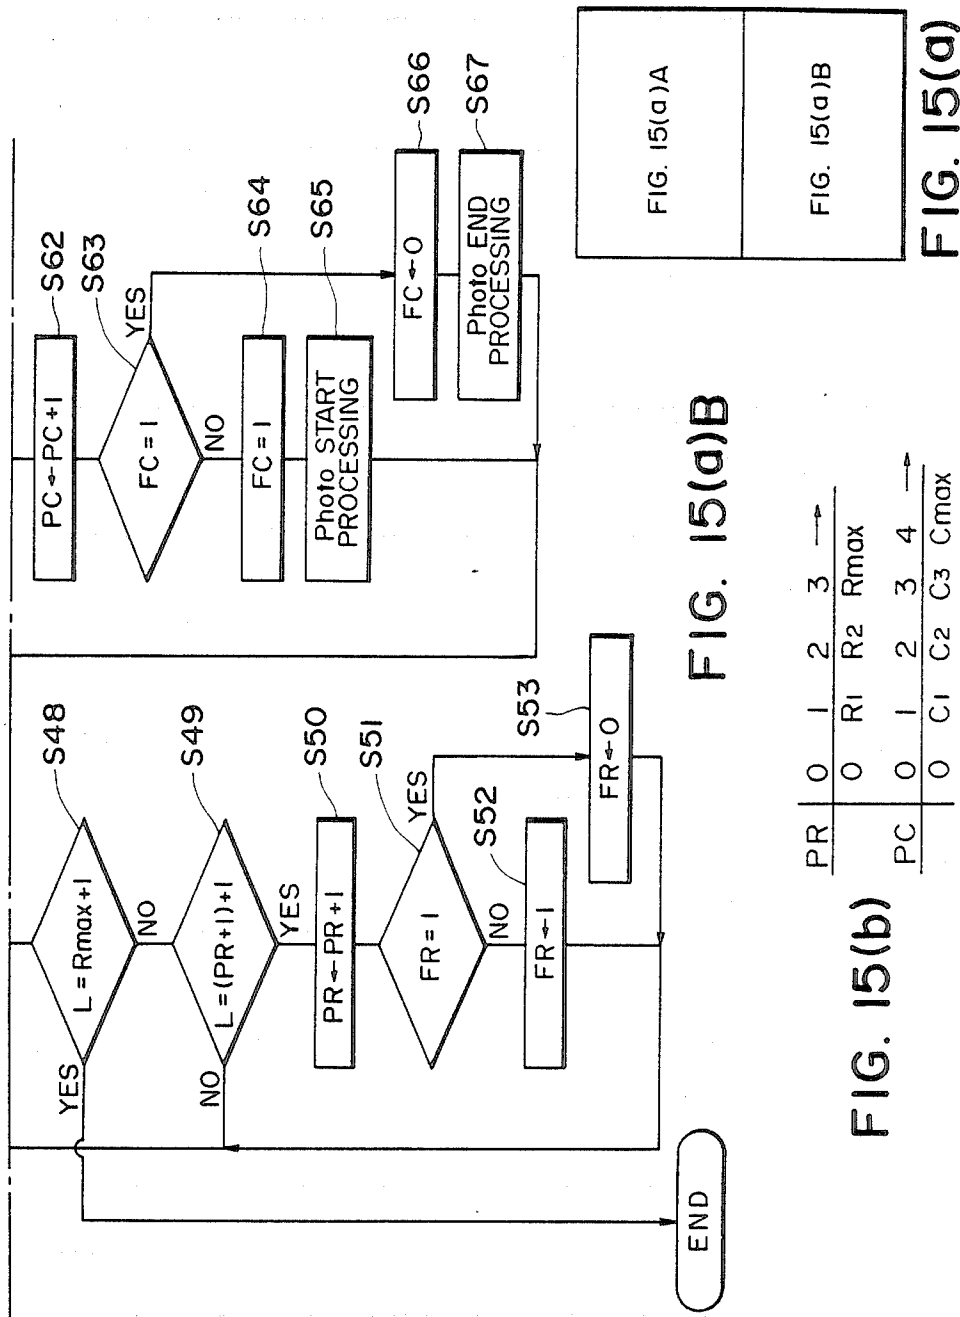 S48
L = Rmax+1
YES
NO
S49
L = (PR+1)+1
NO
YES
S50
PR ← PR+1
S51
FR = 1
YES
NO
S52
FR ← 1
S53
FR ← 0
END
S62
PC ← PC+1
S63
FC = 1
YES
NO
S64
FC = 1
S65
Photo START
PROCESSING
S66
FC ← 0
S67
Photo END
PROCESSING
FIG. 15(a)B
FIG. 15(a)A
FIG. 15(a)B
FIG. 15(a)
FIG. 15(b)
PR 0 1 2 3 →
0 R1 R2 Rmax
PC 0 1 2 3 4 →
0 C1 C2 C3 Cmax